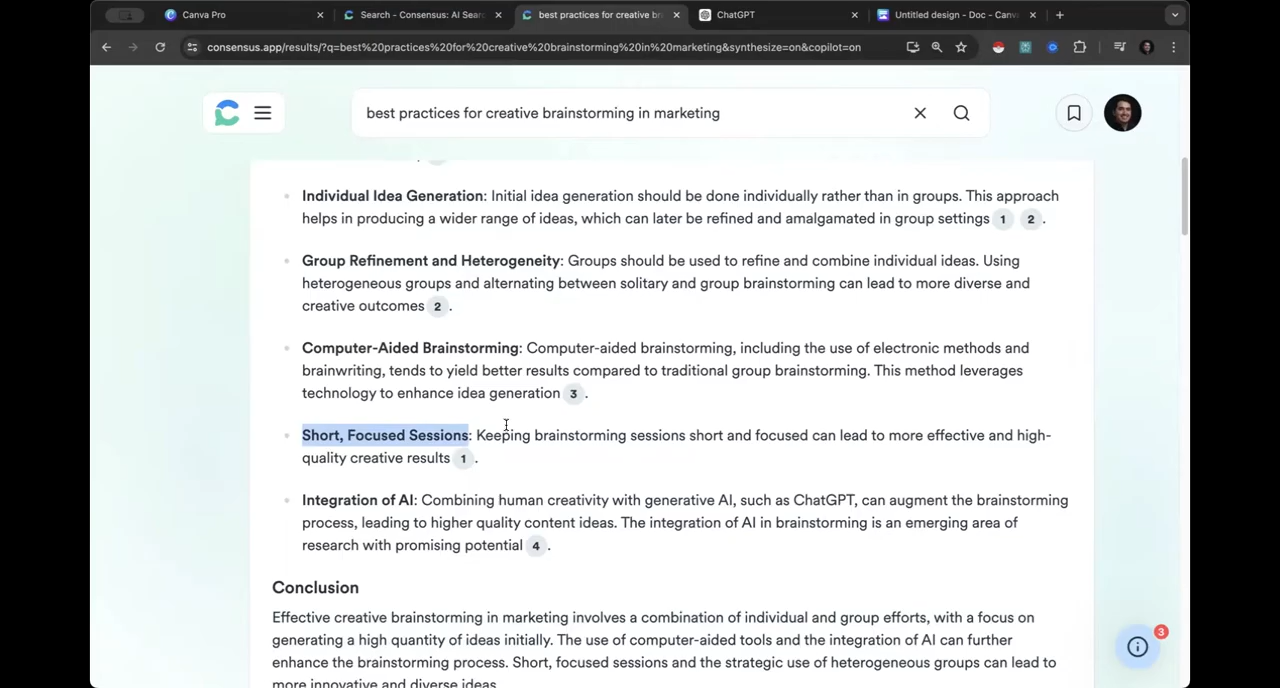 Canva Pro
Search - Consensus: AI Sear
best practices for creative br
ChatGPT
Untitled design - Doc - Canva
consensus.app/results/?q=best%20practices%20for%20creative%20brainstorming%20in%20marketing&synthesize=on&copilot=on
best practices for creative brainstorming in marketing
Individual Idea Generation: Initial idea generation should be done individually rather than in groups. This approach
helps in producing a wider range of ideas, which can later be refined and amalgamated in group settings 1 2 .
Group Refinement and Heterogeneity: Groups should be used to refine and combine individual ideas. Using
heterogeneous groups and alternating between solitary and group brainstorming can lead to more diverse and
creative outcomes 2 .
Computer-Aided Brainstorming: Computer-aided brainstorming, including the use of electronic methods and
brainwriting, tends to yield better results compared to traditional group brainstorming. This method leverages
technology to enhance idea generation 3 .
Short, Focused Sessions: Keeping brainstorming sessions short and focused can lead to more effective and high-
quality creative results 1 .
Integration of AI: Combining human creativity with generative AI, such as ChatGPT, can augment the brainstorming
process, leading to higher quality content ideas. The integration of AI in brainstorming is an emerging area of
research with promising potential 4 .
Conclusion
Effective creative brainstorming in marketing involves a combination of individual and group efforts, with a focus on
generating a high quantity of ideas initially. The use of computer-aided tools and the integration of AI can further
enhance the brainstorming process. Short, focused sessions and the strategic use of heterogeneous groups can lead to
more innovative and diverse ideas.
3